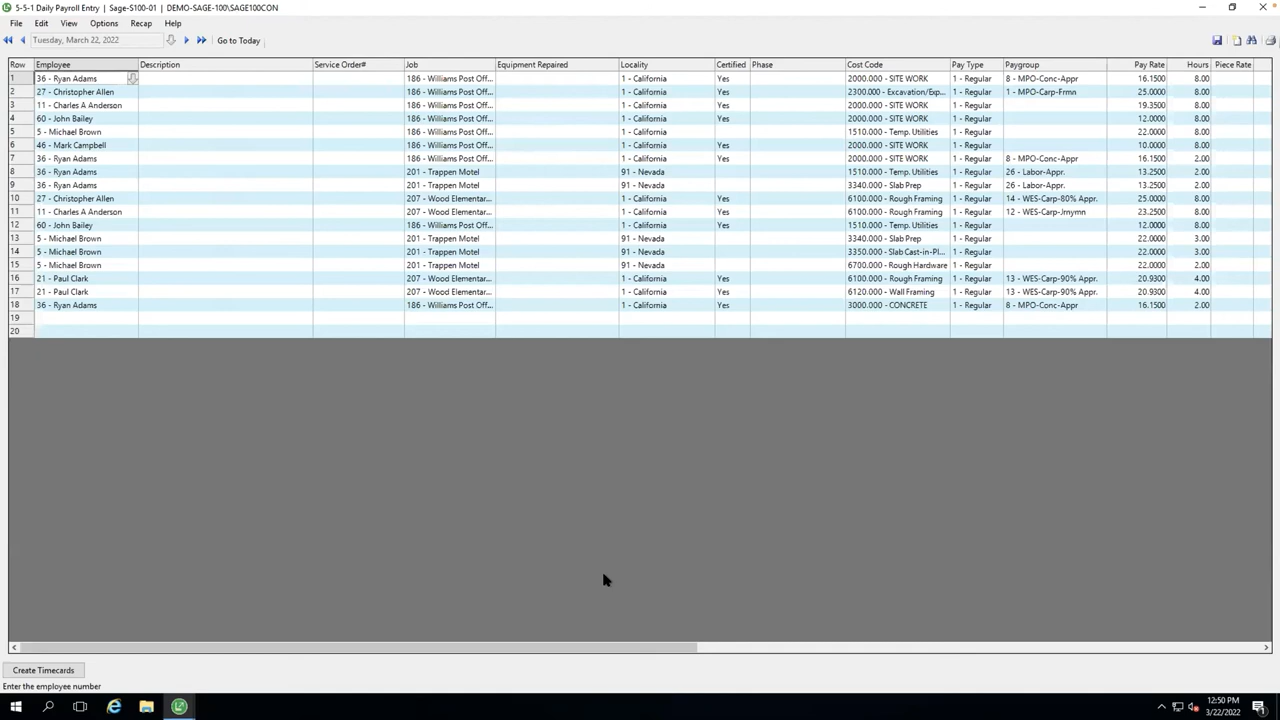 5-5-1 Daily Payroll Entry | Sage-S100-01 | DEMO-SAGE-100\SAGE100CON
File Edit View Options Recap Help
Tuesday, March 22, 2022 Go to Today
Row Employee Description Service Order# Job Equipment Repaired Locality Certified Phase Cost Code Pay Type Paygroup Pay Rate Hours Piece Rate
1 36 - Ryan Adams 186 - Williams Post Off... 1 - California Yes 2000.000 - SITE WORK 1 - Regular 8 - MPO-Conc-Appr 16.1500 8.00
2 27 - Christopher Allen 186 - Williams Post Off... 1 - California Yes 2300.000 - Excavation/Exp... 1 - Regular 1 - MPO-Carp-Frmn 25.0000 8.00
3 11 - Charles A Anderson 186 - Williams Post Off... 1 - California Yes 2000.000 - SITE WORK 1 - Regular 19.3500 8.00
4 60 - John Bailey 186 - Williams Post Off... 1 - California Yes 2000.000 - SITE WORK 1 - Regular 12.0000 8.00
5 5 - Michael Brown 186 - Williams Post Off... 1 - California 1510.000 - Temp. Utilities 1 - Regular 22.0000 8.00
6 46 - Mark Campbell 186 - Williams Post Off... 1 - California Yes 2000.000 - SITE WORK 1 - Regular 10.0000 8.00
7 36 - Ryan Adams 186 - Williams Post Off... 1 - California Yes 2000.000 - SITE WORK 1 - Regular 8 - MPO-Conc-Appr 16.1500 2.00
8 36 - Ryan Adams 201 - Trappen Motel 91 - Nevada 1510.000 - Temp. Utilities 1 - Regular 26 - Labor-Appr. 13.2500 2.00
9 36 - Ryan Adams 201 - Trappen Motel 91 - Nevada 3340.000 - Slab Prep 1 - Regular 26 - Labor-Appr. 13.2500 2.00
10 27 - Christopher Allen 207 - Wood Elementar... 1 - California Yes 6100.000 - Rough Framing 1 - Regular 14 - WES-Carp-80% Appr. 25.0000 8.00
11 11 - Charles A Anderson 207 - Wood Elementar... 1 - California Yes 6100.000 - Rough Framing 1 - Regular 12 - WES-Carp-Jrnymn 23.2500 8.00
12 60 - John Bailey 186 - Williams Post Off... 1 - California Yes 1510.000 - Temp. Utilities 1 - Regular 12.0000 8.00
13 5 - Michael Brown 201 - Trappen Motel 91 - Nevada 3340.000 - Slab Prep 1 - Regular 22.0000 3.00
14 5 - Michael Brown 201 - Trappen Motel 91 - Nevada 3350.000 - Slab Cast-in-Pl... 1 - Regular 22.0000 3.00
15 5 - Michael Brown 201 - Trappen Motel 91 - Nevada 6700.000 - Rough Hardware 1 - Regular 22.0000 2.00
16 21 - Paul Clark 207 - Wood Elementar... 1 - California Yes 6100.000 - Rough Framing 1 - Regular 13 - WES-Carp-90% Appr. 20.9300 4.00
17 21 - Paul Clark 207 - Wood Elementar... 1 - California Yes 6120.000 - Wall Framing 1 - Regular 13 - WES-Carp-90% Appr. 20.9300 4.00
18 36 - Ryan Adams 186 - Williams Post Off... 1 - California Yes 3000.000 - CONCRETE 1 - Regular 8 - MPO-Conc-Appr 16.1500 2.00
19
20
Create Timecards
Enter the employee number
12:50 PM
3/22/2022